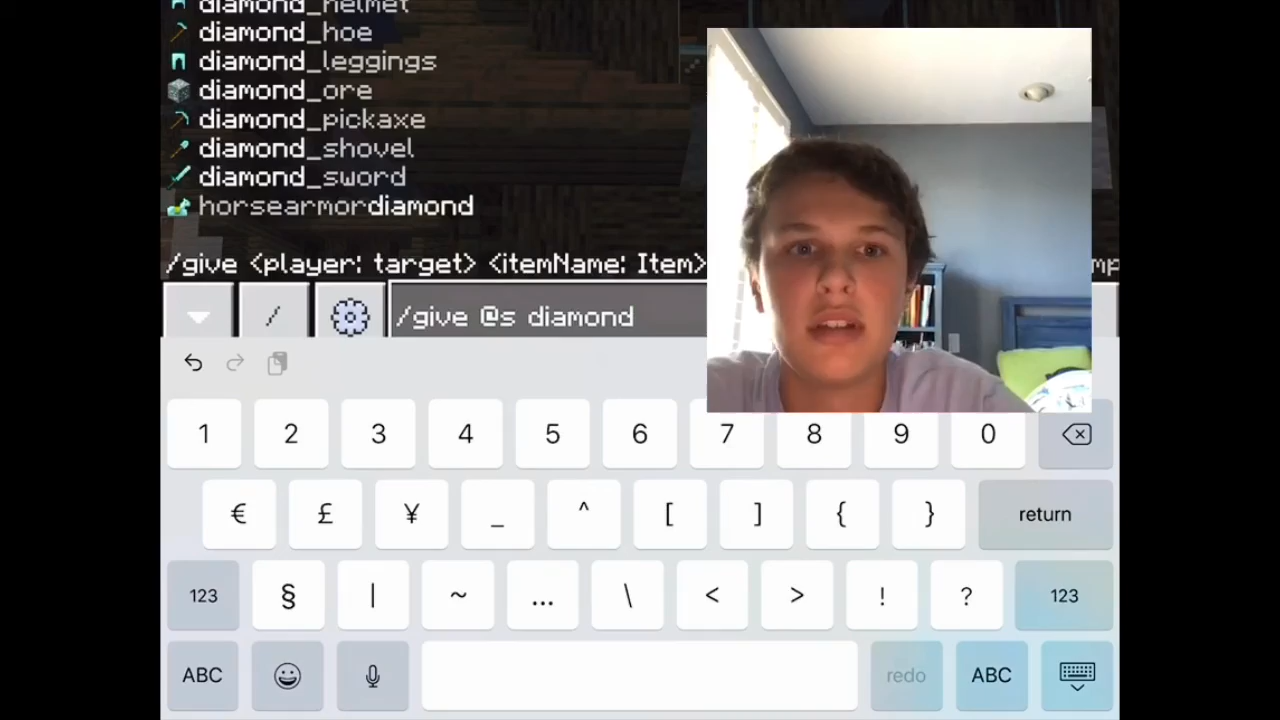 diamond_helmet
diamond_hoe
diamond_leggings
diamond_ore
diamond_pickaxe
diamond_shovel
diamond_sword
horsearmordiamond
/give <player: target> <itemName: Item>
/
/give @s diamond
1 2 3 4 5 6 7 8 9 0
€ £ ¥ _ ^ [ ] { } return
123 § | ~ ... \ < > ! ? 123
ABC redo ABC